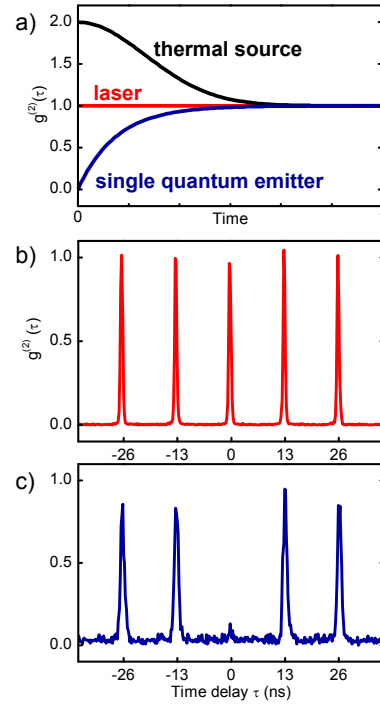 a)
2.0
1.5
1.0
0.5
0.0
g⁽²⁾(τ)
thermal source
laser
single quantum emitter
0
Time
b)
1.0
0.5
0.0
g⁽²⁾(τ)
-26 -13 0 13 26
c)
1.0
0.5
0.0
-26 -13 0 13 26
Time delay τ (ns)